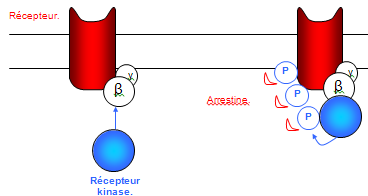 Récepteur.
γ
β
P
P
P
γ
β
Arrestine.
Récepteur
kinase.